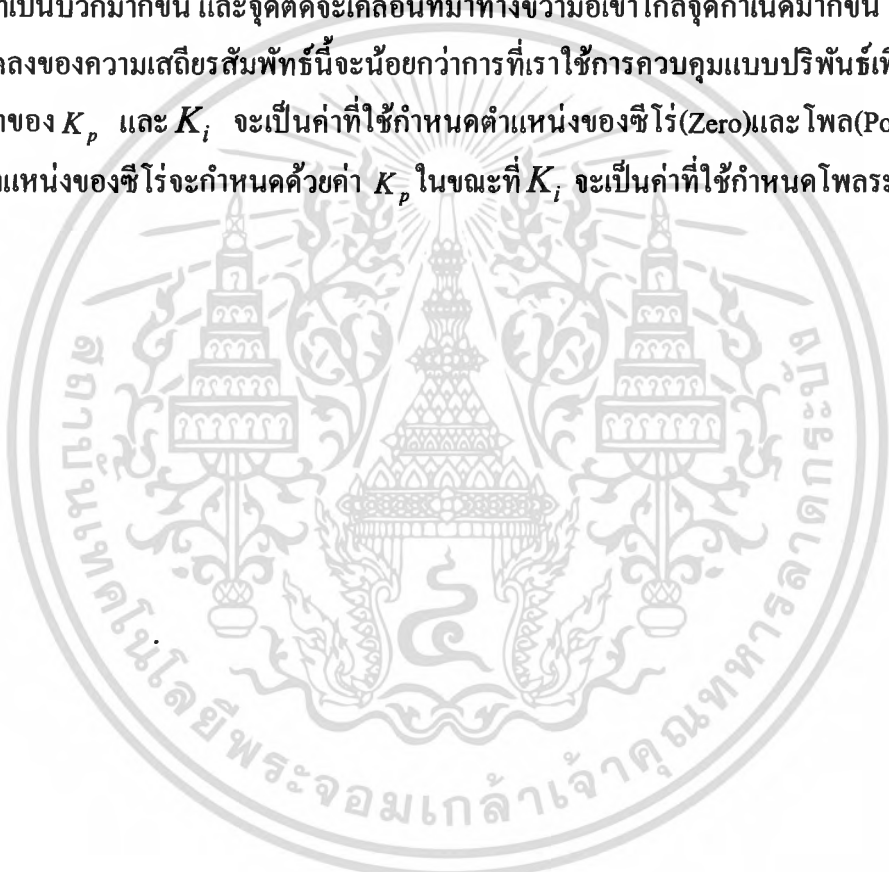 าเป็นบวกมากขึ้น และจุดตัดจะเคลื่อนที่มาทางขวามือเข้าใกล้จุดกำเนิดมากขึ้น
ลงของความเสถียรสัมพัทธ์นี้จะน้อยกว่าการที่เราใช้การควบคุมแบบปริพันธ์เพี
าของ K_p และ K_i จะเป็นค่าที่ใช้กำหนดตำแหน่งของซีโร่(Zero)และโพล(Po
แหน่งของซีโร่จะกำหนดด้วยค่า K_p ในขณะที่ K_i จะเป็นค่าที่ใช้กำหนดโพลระ
สถาบันเทคโนโลยีพระจอมเกล้าเจ้าคุณทหารลาดกระบัง